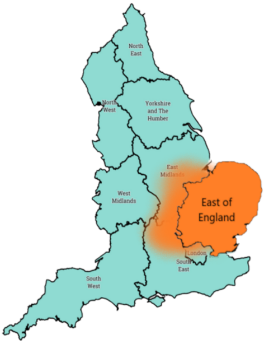 North
East
North
West
Yorkshire
and The
Humber
East
Midlands
West
Midlands
East of
England
London
South
East
South
West